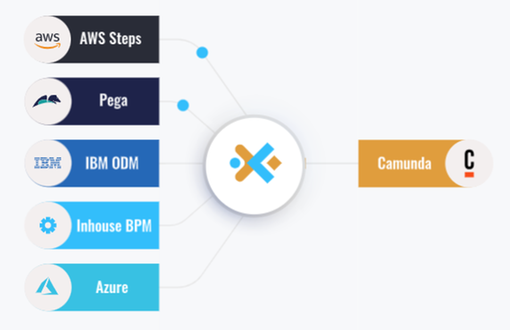 aws
AWS Steps
Pega
IBM
IBM ODM
Inhouse BPM
Azure
Camunda
C